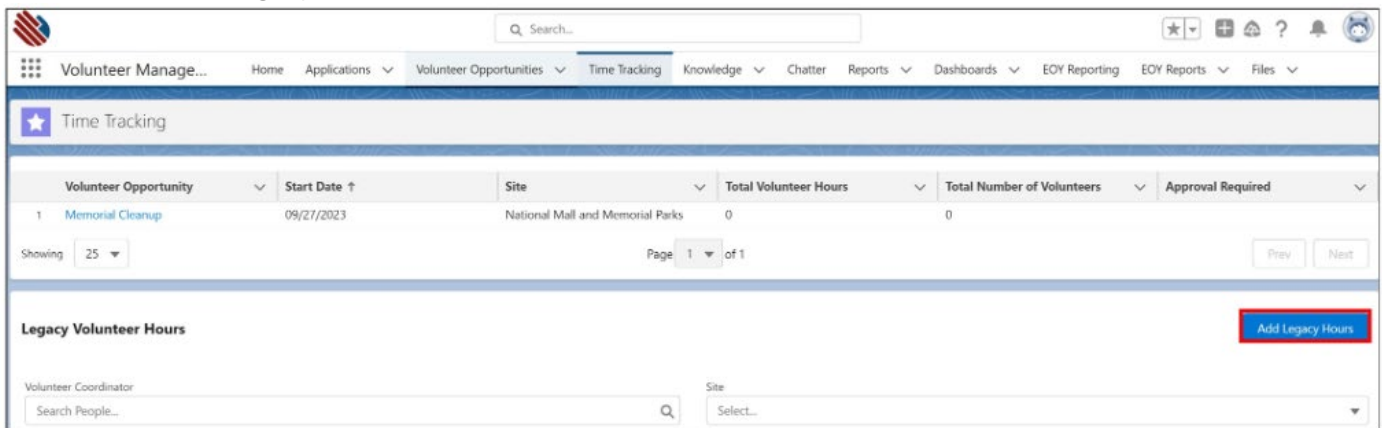 Search...
Volunteer Manage... Home Applications Volunteer Opportunities Time Tracking Knowledge Chatter Reports Dashboards EOY Reporting EOY Reports Files
Time Tracking
Volunteer Opportunity Start Date ↑ Site Total Volunteer Hours Total Number of Volunteers Approval Required
1 Memorial Cleanup 09/27/2023 National Mall and Memorial Parks 0 0
Showing 25 Page 1 of 1 Prev Next
Legacy Volunteer Hours Add Legacy Hours
Volunteer Coordinator Site
Search People... Select...